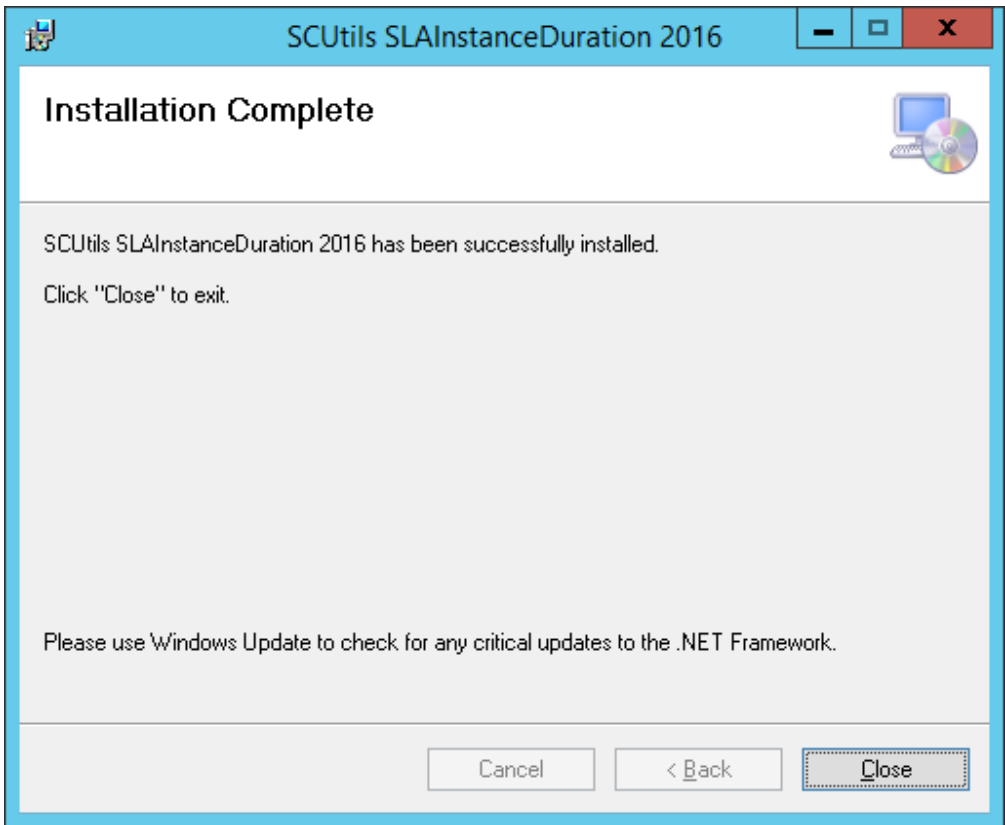 SCUtils SLAInstanceDuration 2016
Installation Complete
SCUtils SLAInstanceDuration 2016 has been successfully installed.
Click "Close" to exit.
Please use Windows Update to check for any critical updates to the .NET Framework.
Cancel
< Back
Close